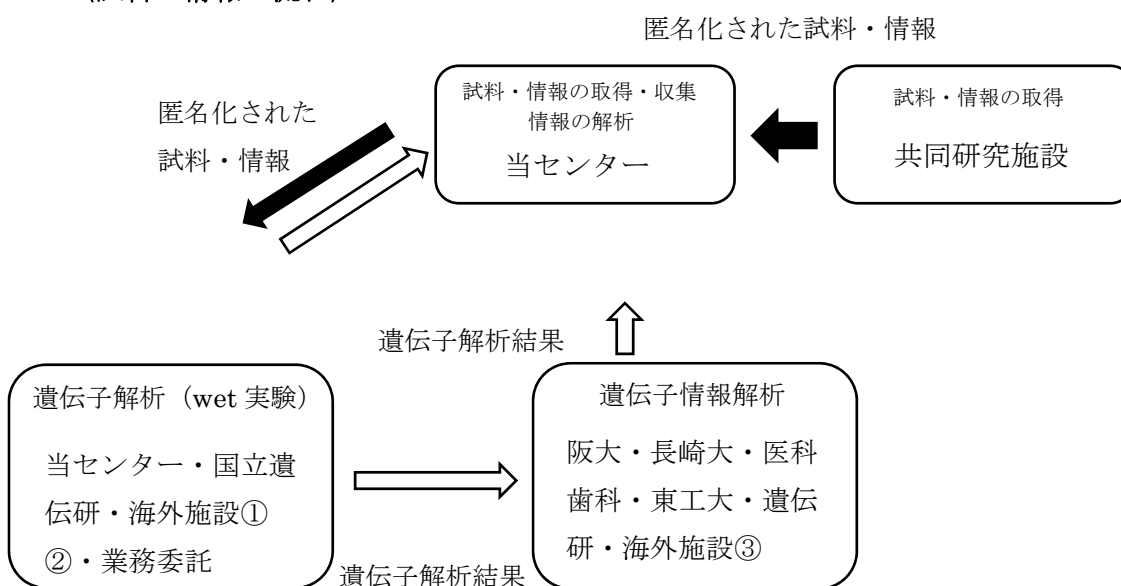 匿名化された試料・情報
試料・情報の取得・収集
情報の解析
当センター
試料・情報の取得
共同研究施設
匿名化された
試料・情報
遺伝子解析結果
遺伝子解析（wet 実験）
当センター・国立遺
伝研・海外施設①
②・業務委託
遺伝子情報解析
阪大・長崎大・医科
歯科・東工大・遺伝
研・海外施設③
遺伝子解析結果